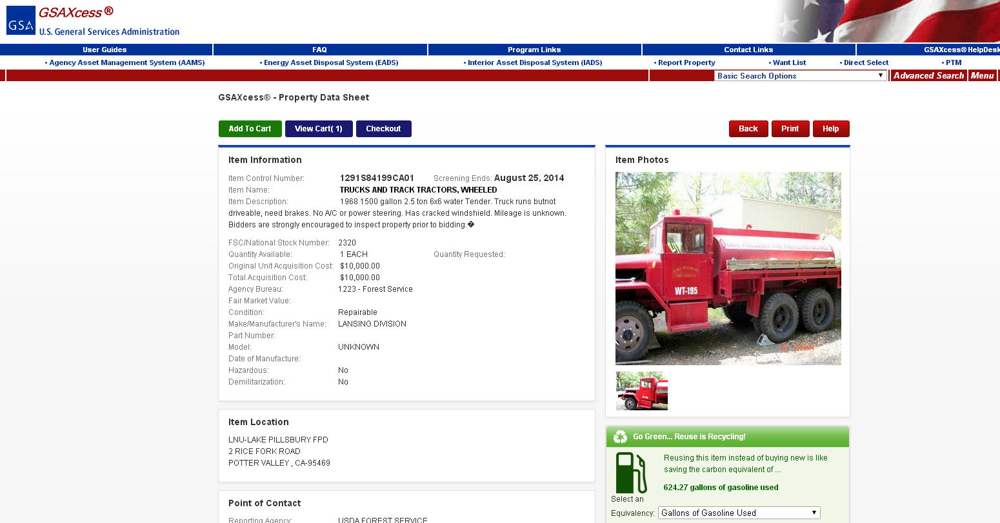 GSAXcess ®
GSA
U.S. General Services Administration
User Guides FAQ Program Links Contact Links GSAXcess® HelpDesk
• Agency Asset Management System (AAMS) • Energy Asset Disposal System (EADS) • Interior Asset Disposal System (IADS) • Report Property • Want List • Direct Select • PTM
Basic Search Options Advanced Search Menu
GSAXcess® - Property Data Sheet
Add To Cart View Cart( 1) Checkout Back Print Help
Item Information
Item Control Number: 1291S84199CA01 Screening Ends: August 25, 2014
Item Name: TRUCKS AND TRACK TRACTORS, WHEELED
Item Description: 1968 1500 gallon 2.5 ton 6x6 water Tender. Truck runs butnot
driveable, need brakes. No A/C or power steering. Has cracked windshield. Mileage is unknown.
Bidders are strongly encouraged to inspect property prior to bidding.�
FSC/National Stock Number: 2320
Quantity Available: 1 EACH Quantity Requested:
Original Unit Acquisition Cost: $10,000.00
Total Acquisition Cost: $10,000.00
Agency Bureau: 1223 - Forest Service
Fair Market Value:
Condition: Repairable
Make/Manufacturer's Name: LANSING DIVISION
Part Number:
Model: UNKNOWN
Date of Manufacture:
Hazardous: No
Demilitarization: No
Item Location
LNU-LAKE PILLSBURY FPD
2 RICE FORK ROAD
POTTER VALLEY , CA-95469
Point of Contact
Reporting Agency: USDA FOREST SERVICE
Item Photos
LAKE PILLSBURY FIRE PROTECTION
LAKE PILLSBURY
FIRE RESCUE
WT-195
Go Green... Reuse is Recycling!
Reusing this item instead of buying new is like
saving the carbon equivalent of ...
624.27 gallons of gasoline used
Select an
Equivalency: Gallons of Gasoline Used